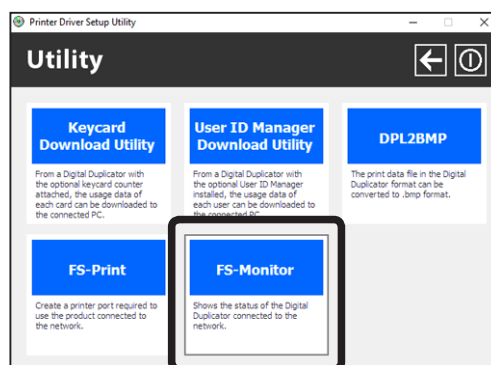 Printer Driver Setup Utility
Utility
Keycard
Download Utility
From a Digital Duplicator with
the optional keycard counter
attached, the usage data of
each card can be downloaded to
the connected PC.
User ID Manager
Download Utility
From a Digital Duplicator with
the optional User ID Manager
installed, the usage data of
each user can be downloaded to
the connected PC.
DPL2BMP
The print data file in the Digital
Duplicator format can be
converted to .bmp format.
FS-Print
Create a printer port required to
use the product connected to
the network.
FS-Monitor
Shows the status of the Digital
Duplicator connected to the
network.